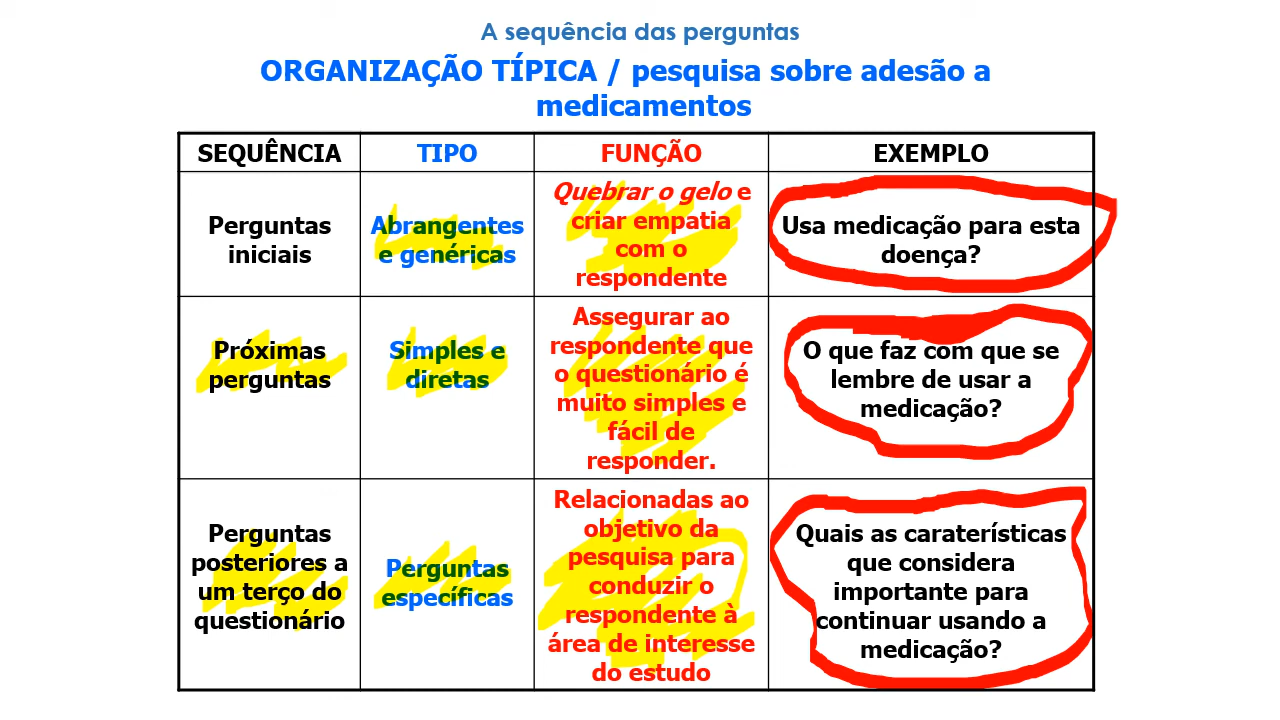 A sequência das perguntas
ORGANIZAÇÃO TÍPICA / pesquisa sobre adesão a
medicamentos
SEQUÊNCIA
TIPO
FUNÇÃO
EXEMPLO
Perguntas
iniciais
Abrangentes
e genéricas
Quebrar o gelo e
criar empatia
com o
respondente
Usa medicação para esta
doença?
Próximas
perguntas
Simples e
diretas
Assegurar ao
respondente que
o questionário é
muito simples e
fácil de
responder.
O que faz com que se
lembre de usar a
medicação?
Perguntas
posteriores a
um terço do
questionário
Perguntas
específicas
Relacionadas ao
objetivo da
pesquisa para
conduzir o
respondente à
área de interesse
do estudo
Quais as caraterísticas
que considera
importante para
continuar usando a
medicação?